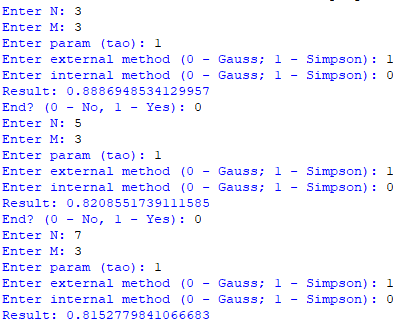 Enter N: 3
Enter M: 3
Enter param (tao): 1
Enter external method (0 - Gauss; 1 - Simpson): 1
Enter internal method (0 - Gauss; 1 - Simpson): 0
Result: 0.8886948534129957
End? (0 - No, 1 - Yes): 0
Enter N: 5
Enter M: 3
Enter param (tao): 1
Enter external method (0 - Gauss; 1 - Simpson): 1
Enter internal method (0 - Gauss; 1 - Simpson): 0
Result: 0.8208551739111585
End? (0 - No, 1 - Yes): 0
Enter N: 7
Enter M: 3
Enter param (tao): 1
Enter external method (0 - Gauss; 1 - Simpson): 1
Enter internal method (0 - Gauss; 1 - Simpson): 0
Result: 0.8152779841066683